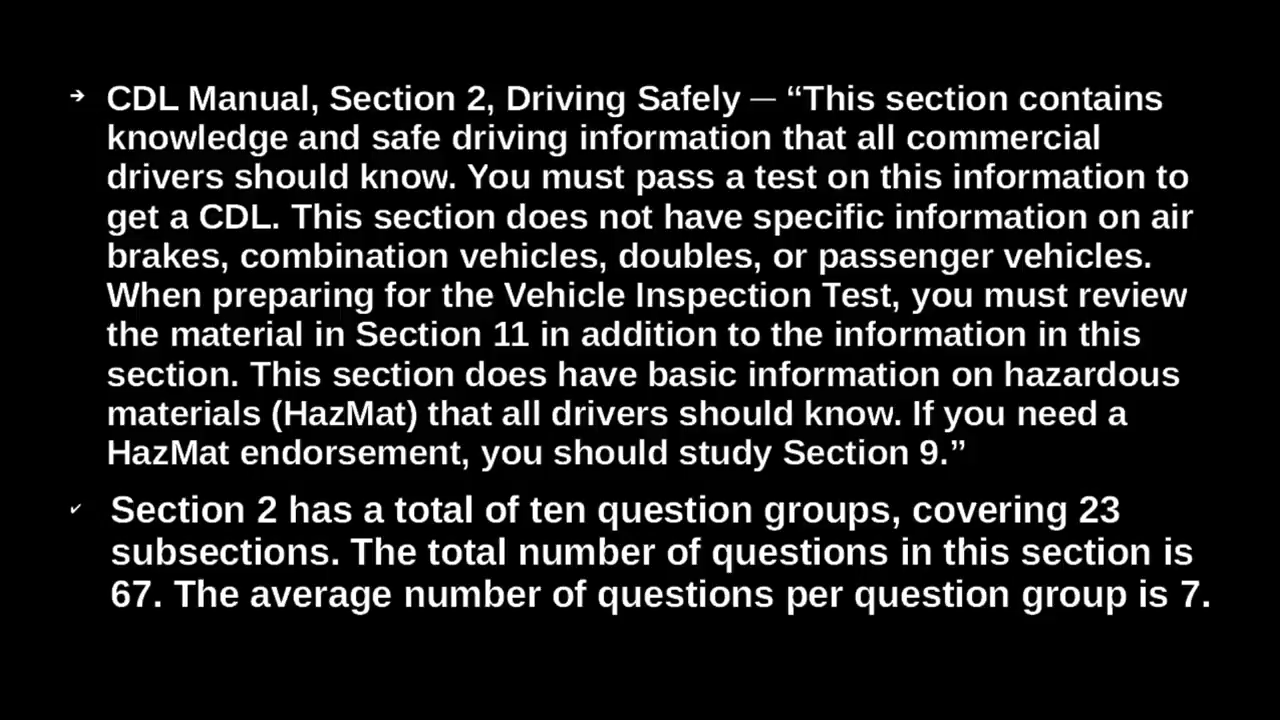 ➔ CDL Manual, Section 2, Driving Safely — “This section contains
knowledge and safe driving information that all commercial
drivers should know. You must pass a test on this information to
get a CDL. This section does not have specific information on air
brakes, combination vehicles, doubles, or passenger vehicles.
When preparing for the Vehicle Inspection Test, you must review
the material in Section 11 in addition to the information in this
section. This section does have basic information on hazardous
materials (HazMat) that all drivers should know. If you need a
HazMat endorsement, you should study Section 9.”
✔ Section 2 has a total of ten question groups, covering 23
subsections. The total number of questions in this section is
67. The average number of questions per question group is 7.